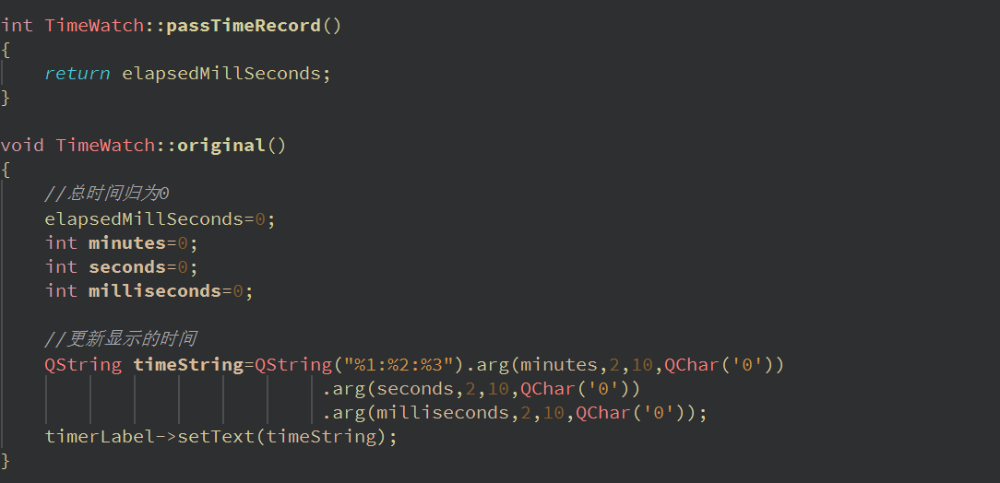 int TimeWatch::passTimeRecord()
{
    return elapsedMillSeconds;
}

void TimeWatch::original()
{
    //总时间归为0
    elapsedMillSeconds=0;
    int minutes=0;
    int seconds=0;
    int milliseconds=0;

    //更新显示的时间
    QString timeString=QString("%1:%2:%3").arg(minutes,2,10,QChar('0'))
                             .arg(seconds,2,10,QChar('0'))
                             .arg(milliseconds,2,10,QChar('0'));
    timerLabel->setText(timeString);
}